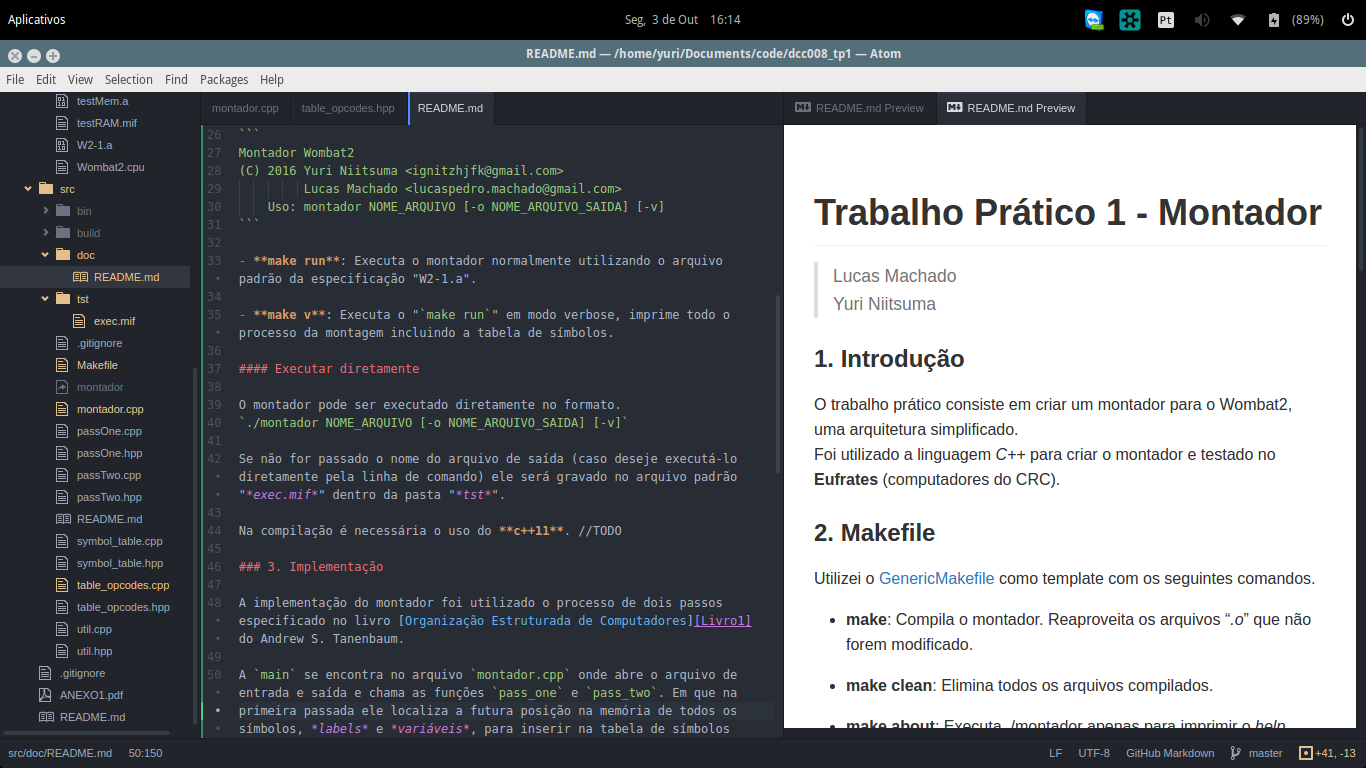 Aplicativos
Seg, 3 de Out 16:14
Pt
(89%)
README.md — /home/yuri/Documents/code/dcc008_tp1 — Atom
File Edit View Selection Find Packages Help
testMem.a
testRAM.mif
W2-1.a
Wombat2.cpu
src
bin
build
doc
README.md
tst
exec.mif
.gitignore
Makefile
montador
montador.cpp
passOne.cpp
passOne.hpp
passTwo.cpp
passTwo.hpp
README.md
symbol_table.cpp
symbol_table.hpp
table_opcodes.cpp
table_opcodes.hpp
util.cpp
util.hpp
.gitignore
ANEXO1.pdf
README.md
montador.cpp table_opcodes.hpp README.md
26 ```
27 Montador Wombat2
28 (C) 2016 Yuri Niitsuma <ignitzhjfk@gmail.com>
29 Lucas Machado <lucaspedro.machado@gmail.com>
30 Uso: montador NOME_ARQUIVO [-o NOME_ARQUIVO_SAIDA] [-v]
31 ```
32
33 - **make run**: Executa o montador normalmente utilizando o arquivo
• padrão da especificação "W2-1.a".
34
35 - **make v**: Executa o "`make run`" em modo verbose, imprime todo o
• processo da montagem incluindo a tabela de símbolos.
36
37 #### Executar diretamente
38
39 O montador pode ser executado diretamente no formato.
40 `./montador NOME_ARQUIVO [-o NOME_ARQUIVO_SAIDA] [-v]`
41
42 Se não for passado o nome do arquivo de saída (caso deseje executá-lo
• diretamente pela linha de comando) ele será gravado no arquivo padrão
• "*exec.mif*" dentro da pasta "*tst*".
43
44 Na compilação é necessária o uso do **c++11**. //TODO
45
46 ### 3. Implementação
47
48 A implementação do montador foi utilizado o processo de dois passos
• especificado no livro [Organização Estruturada de Computadores][Livro1]
• do Andrew S. Tanenbaum.
49
50 A `main` se encontra no arquivo `montador.cpp` onde abre o arquivo de
• entrada e saída e chama as funções `pass_one` e `pass_two`. Em que na
• primeira passada ele localiza a futura posição na memória de todos os
• símbolos, *labels* e *variáveis*, para inserir na tabela de símbolos
README.md Preview README.md Preview
Trabalho Prático 1 - Montador
Lucas Machado
Yuri Niitsuma
1. Introdução
O trabalho prático consiste em criar um montador para o Wombat2,
uma arquitetura simplificado.
Foi utilizado a linguagem C++ para criar o montador e testado no
Eufrates (computadores do CRC).
2. Makefile
Utilizei o GenericMakefile como template com os seguintes comandos.
• make: Compila o montador. Reaproveita os arquivos “.o” que não
forem modificado.
• make clean: Elimina todos os arquivos compilados.
• make about: Executa ./montador apenas para imprimir o help
src/doc/README.md 50:150
LF UTF-8 GitHub Markdown master +41, -13